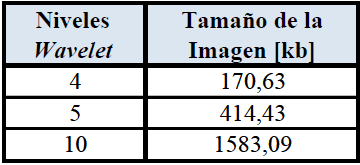 Niveles Wavelet | Tamaño de la Imagen [kb]
4 | 170,63
5 | 414,43
10 | 1583,09